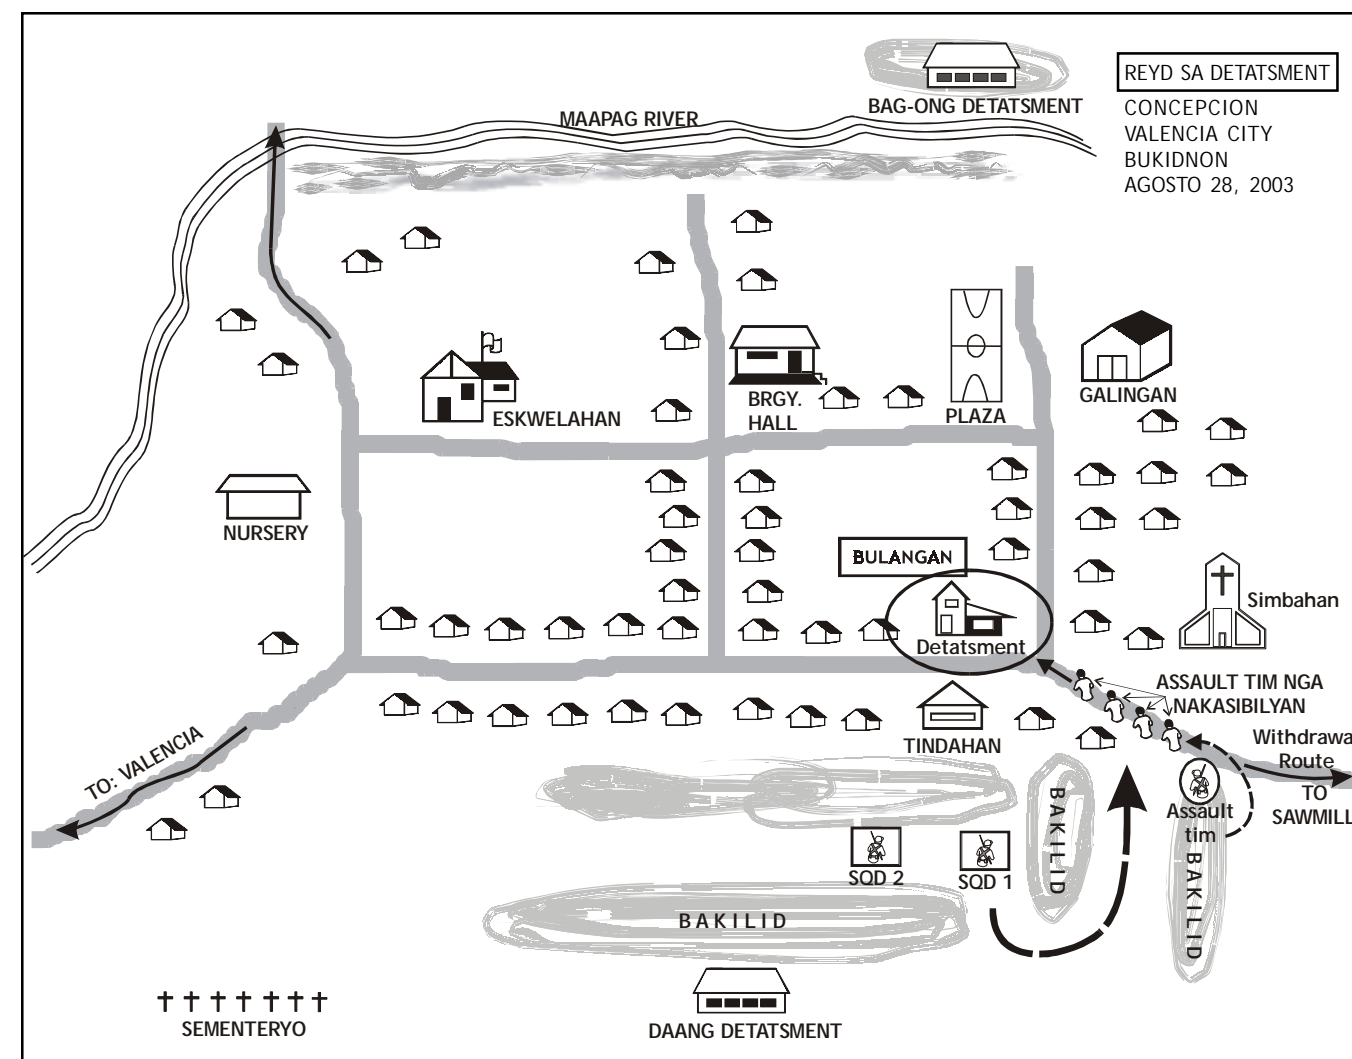 REYD SA DETATSMENT
CONCEPCION
VALENCIA CITY
BUKIDNON
AGOSTO 28, 2003
BAG-ONG DETATSMENT
MAAPAG RIVER
ESKWELAHAN
BRGY.
HALL
PLAZA
GALINGAN
NURSERY
BULANGAN
Detatsment
Simbahan
ASSAULT TIM NGA
NAKASIBILYAN
TINDAHAN
Withdrawa
Route
TO
SAWMILL
TO: VALENCIA
Assault
tim
SQD 2
SQD 1
BAKILID
BAKILID
BAKILID
DAANG DETATSMENT
SEMENTERYO